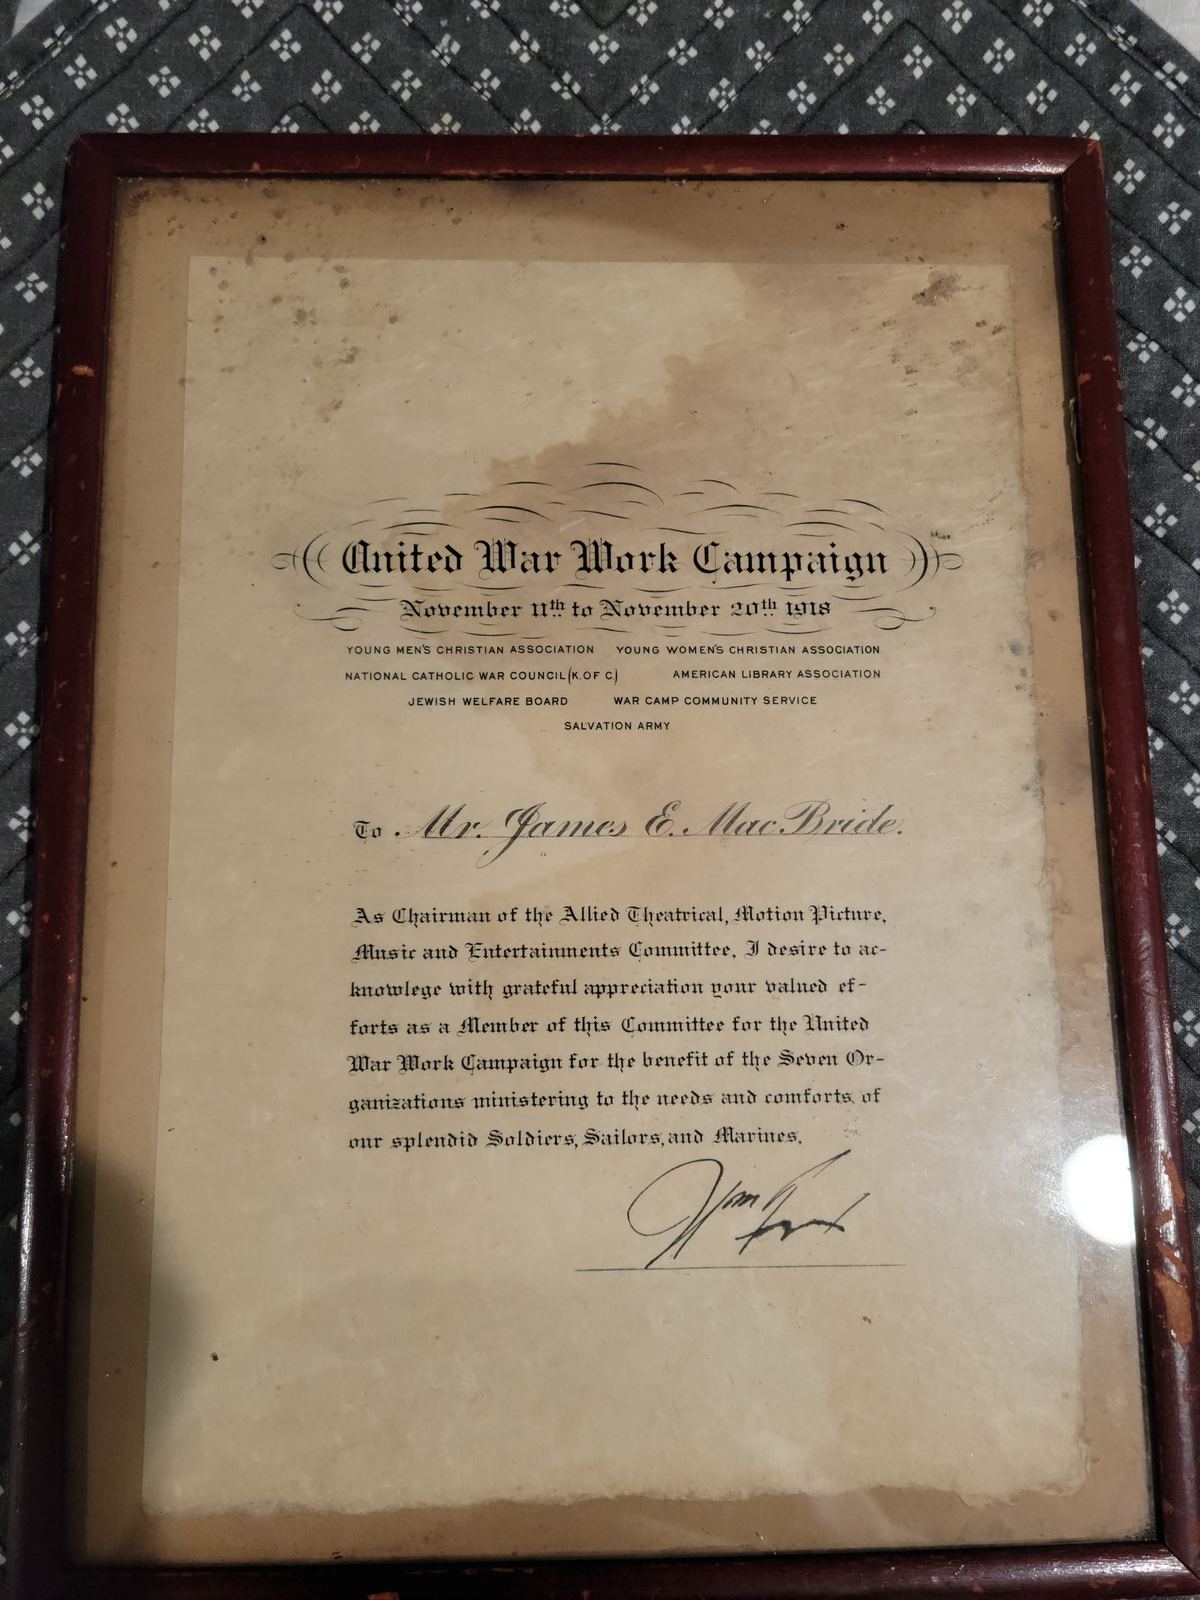 United War Work Campaign
November 11th to November 20th 1918
YOUNG MEN'S CHRISTIAN ASSOCIATION YOUNG WOMEN'S CHRISTIAN ASSOCIATION
NATIONAL CATHOLIC WAR COUNCIL (K. OF C.) AMERICAN LIBRARY ASSOCIATION
JEWISH WELFARE BOARD WAR CAMP COMMUNITY SERVICE
SALVATION ARMY
To Mr. James E. MacBride.
As Chairman of the Allied Theatrical, Motion Picture,
Music and Entertainments Committee, I desire to ac-
knowlege with grateful appreciation your valued ef-
forts as a Member of this Committee for the United
War Work Campaign for the benefit of the Seven Or-
ganizations ministering to the needs and comforts of
our splendid Soldiers, Sailors, and Marines.
Wm Fox